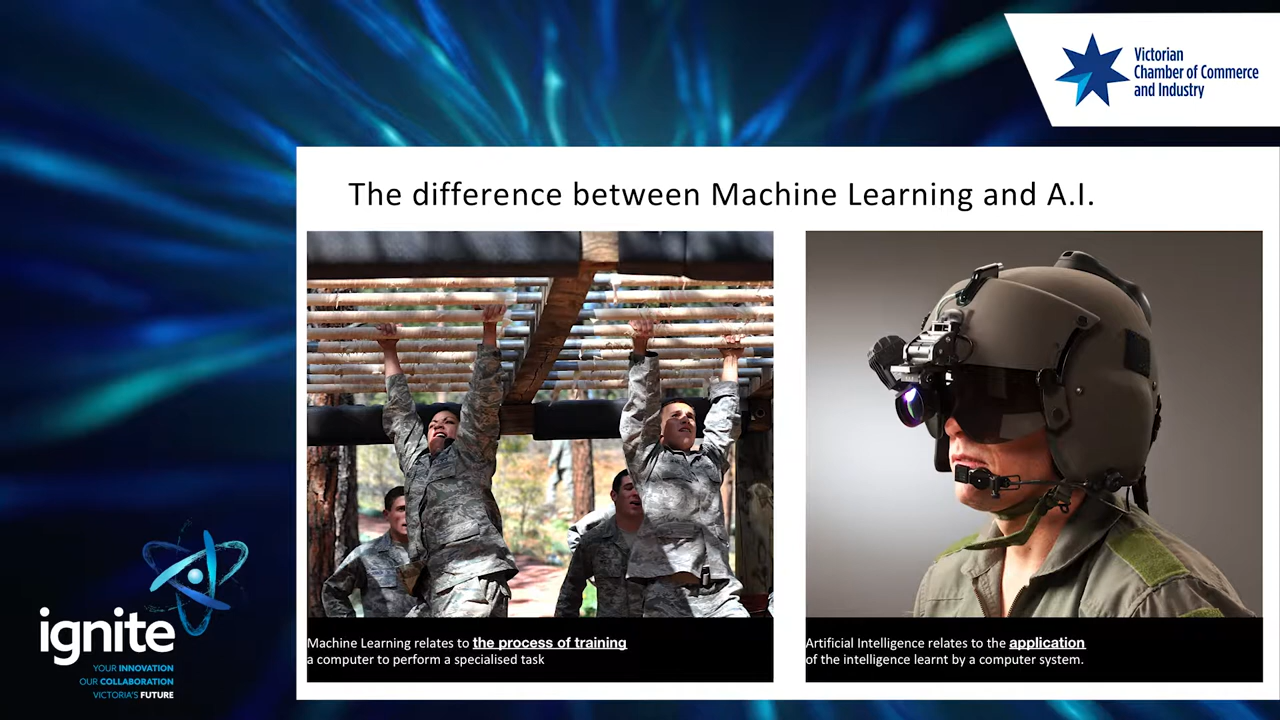 Victorian
Chamber of Commerce
and Industry
The difference between Machine Learning and A.I.
Machine Learning relates to the process of training
a computer to perform a specialised task
Artificial Intelligence relates to the application
of the intelligence learnt by a computer system.
ignite
YOUR INNOVATION
OUR COLLABORATION
VICTORIA'S FUTURE